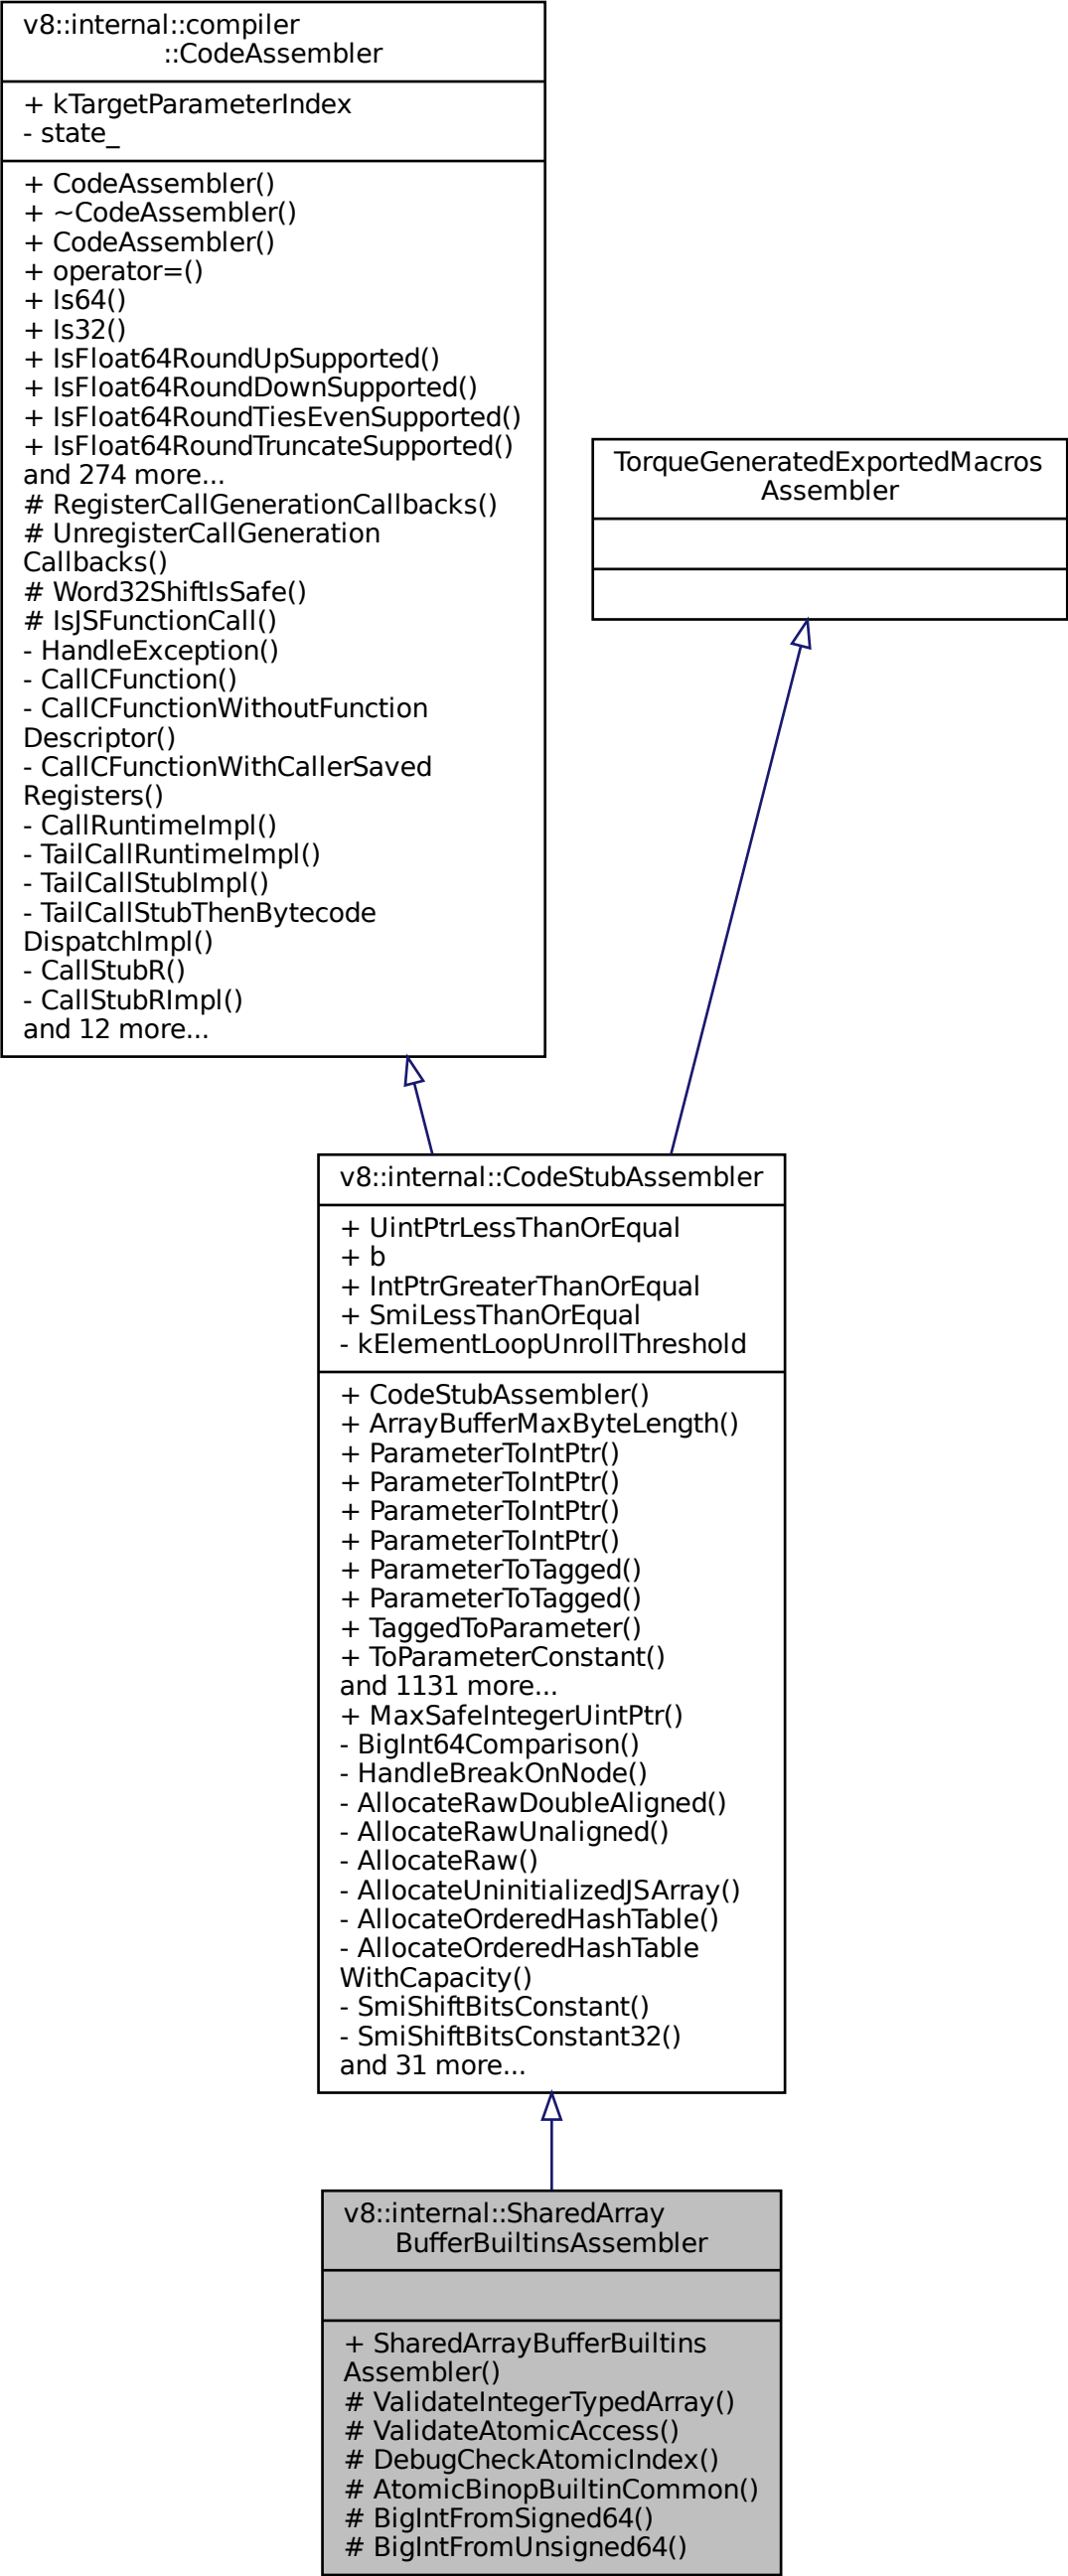 v8::internal::compiler
::CodeAssembler
+ kTargetParameterIndex
- state_
+ CodeAssembler()
+ ~CodeAssembler()
+ CodeAssembler()
+ operator=()
+ Is64()
+ Is32()
+ IsFloat64RoundUpSupported()
+ IsFloat64RoundDownSupported()
+ IsFloat64RoundTiesEvenSupported()
+ IsFloat64RoundTruncateSupported()
and 274 more...
# RegisterCallGenerationCallbacks()
# UnregisterCallGeneration
Callbacks()
# Word32ShiftIsSafe()
# IsJSFunctionCall()
- HandleException()
- CallCFunction()
- CallCFunctionWithoutFunction
Descriptor()
- CallCFunctionWithCallerSaved
Registers()
- CallRuntimeImpl()
- TailCallRuntimeImpl()
- TailCallStubImpl()
- TailCallStubThenBytecode
DispatchImpl()
- CallStubR()
- CallStubRImpl()
and 12 more...
TorqueGeneratedExportedMacros
Assembler
v8::internal::CodeStubAssembler
+ UintPtrLessThanOrEqual
+ b
+ IntPtrGreaterThanOrEqual
+ SmiLessThanOrEqual
- kElementLoopUnrollThreshold
+ CodeStubAssembler()
+ ArrayBufferMaxByteLength()
+ ParameterToIntPtr()
+ ParameterToIntPtr()
+ ParameterToIntPtr()
+ ParameterToIntPtr()
+ ParameterToTagged()
+ ParameterToTagged()
+ TaggedToParameter()
+ ToParameterConstant()
and 1131 more...
+ MaxSafeIntegerUintPtr()
- BigInt64Comparison()
- HandleBreakOnNode()
- AllocateRawDoubleAligned()
- AllocateRawUnaligned()
- AllocateRaw()
- AllocateUninitializedJSArray()
- AllocateOrderedHashTable()
- AllocateOrderedHashTable
WithCapacity()
- SmiShiftBitsConstant()
- SmiShiftBitsConstant32()
and 31 more...
v8::internal::SharedArray
BufferBuiltinsAssembler
+ SharedArrayBufferBuiltins
Assembler()
# ValidateIntegerTypedArray()
# ValidateAtomicAccess()
# DebugCheckAtomicIndex()
# AtomicBinopBuiltinCommon()
# BigIntFromSigned64()
# BigIntFromUnsigned64()